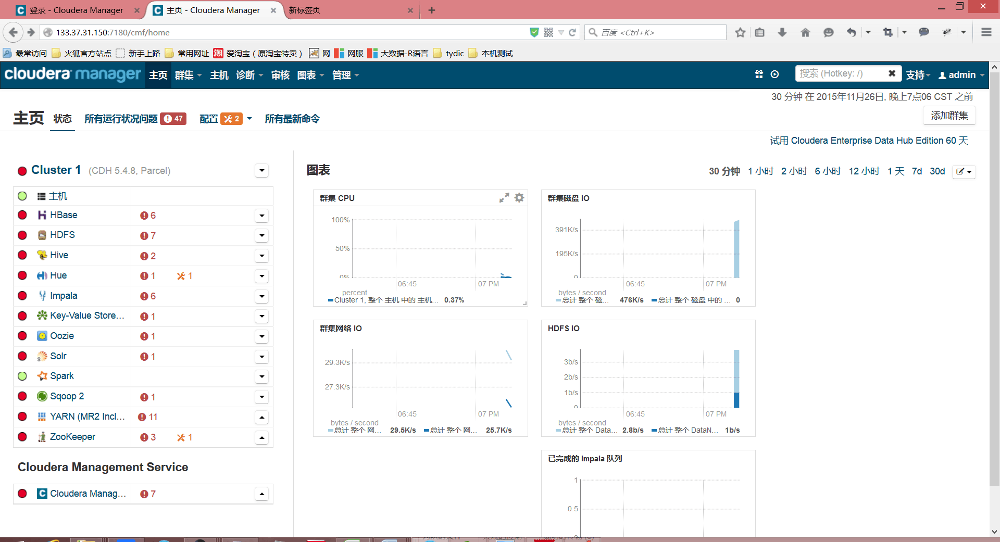 登录 - Cloudera Manager
主页 - Cloudera Manager
新标签页
133.37.31.150:7180/cmf/home
百度 <Ctrl+K>
最常访问 火狐官方站点 新手上路 常用网址 爱淘宝（原淘宝特卖） 网 网服 大数据-R语言 tydic 本机测试
cloudera manager 主页 群集 主机 诊断 审核 图表 管理 搜索 (Hotkey: /) 支持 admin
30 分钟 在 2015年11月26日, 晚上7点06 CST 之前
主页 状态 所有运行状况问题 47 配置 2 所有最新命令 添加群集
试用 Cloudera Enterprise Data Hub Edition 60 天
Cluster 1 (CDH 5.4.8, Parcel)
主机
HBase 6
HDFS 7
Hive 2
Hue 1 1
Impala 6
Key-Value Store... 1
Oozie 1
Solr 1
Spark
Sqoop 2 1
YARN (MR2 Incl... 11
ZooKeeper 3 1
Cloudera Management Service
Cloudera Manag... 7
图表
30 分钟 1 小时 2 小时 6 小时 12 小时 1 天 7d 30d
群集 CPU
100%
50%
0%
06:45 07 PM
percent
Cluster 1, 整个 主机 中的 主机... 0.37%
群集磁盘 IO
391K/s
195K/s
0
06:45 07 PM
bytes / second
总计 整个 磁... 476K/s 总计 整个 磁盘 中的 ... 0
群集网络 IO
29.3K/s
27.3K/s
06:45 07 PM
bytes / second
总计 整个 网... 29.5K/s 总计 整个 网... 25.7K/s
HDFS IO
3b/s
2b/s
1b/s
0
06:45 07 PM
bytes / second
总计 整个 Data... 2.8b/s 总计 整个 DataN... 1b/s
已完成的 Impala 队列
1
0.5
0